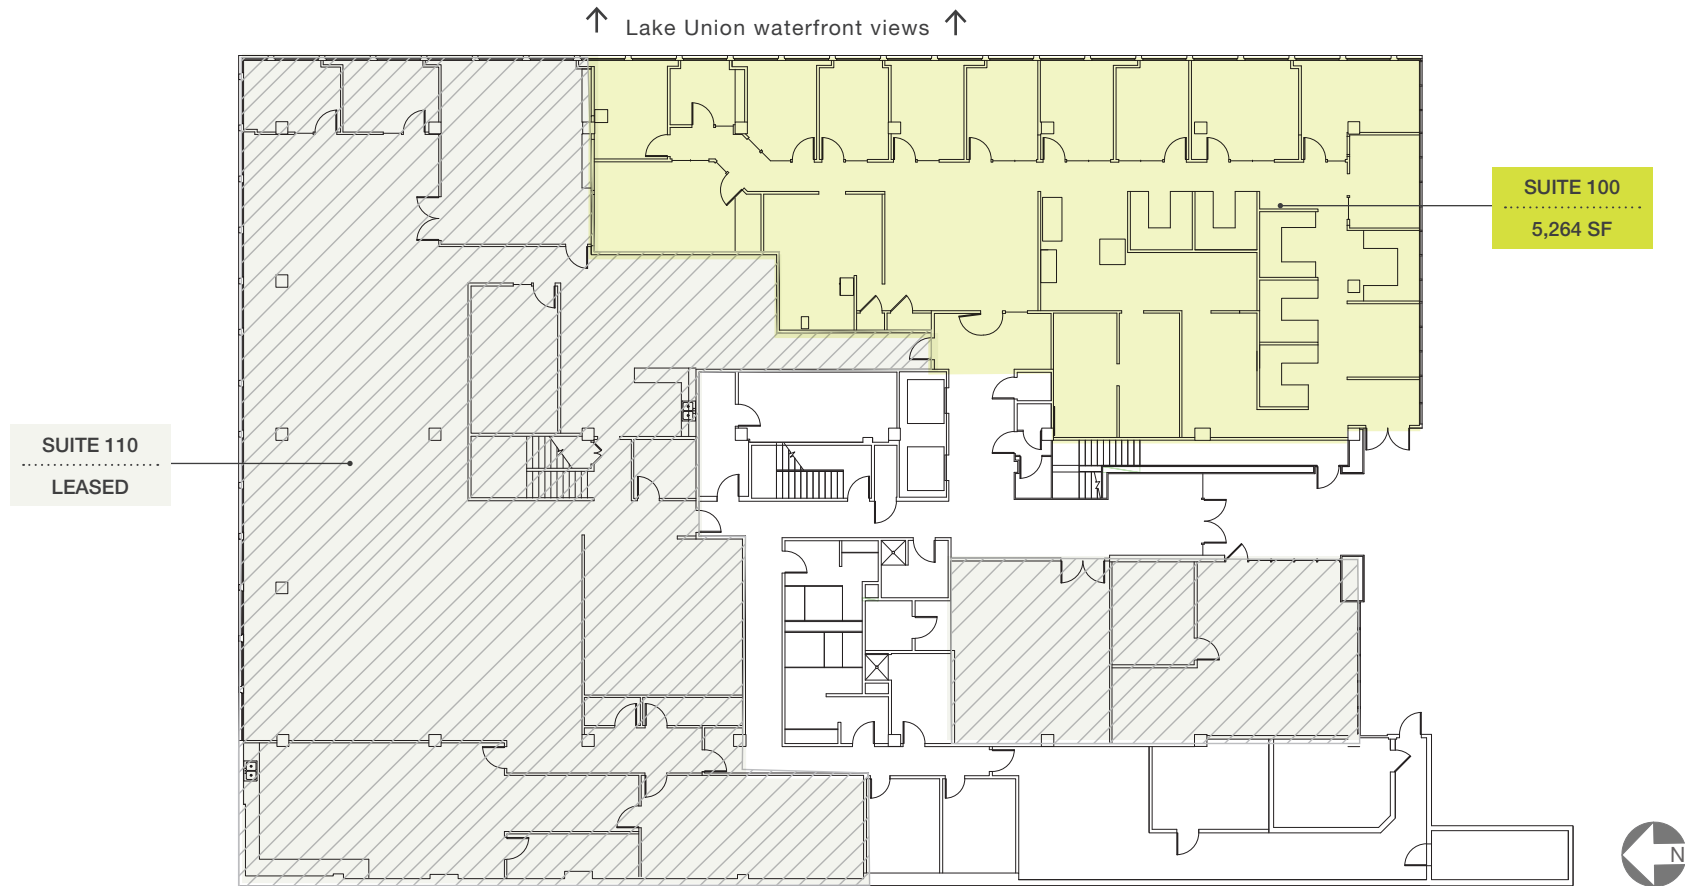 Lake Union waterfront views
SUITE 100
5,264 SF
SUITE 110
LEASED
N